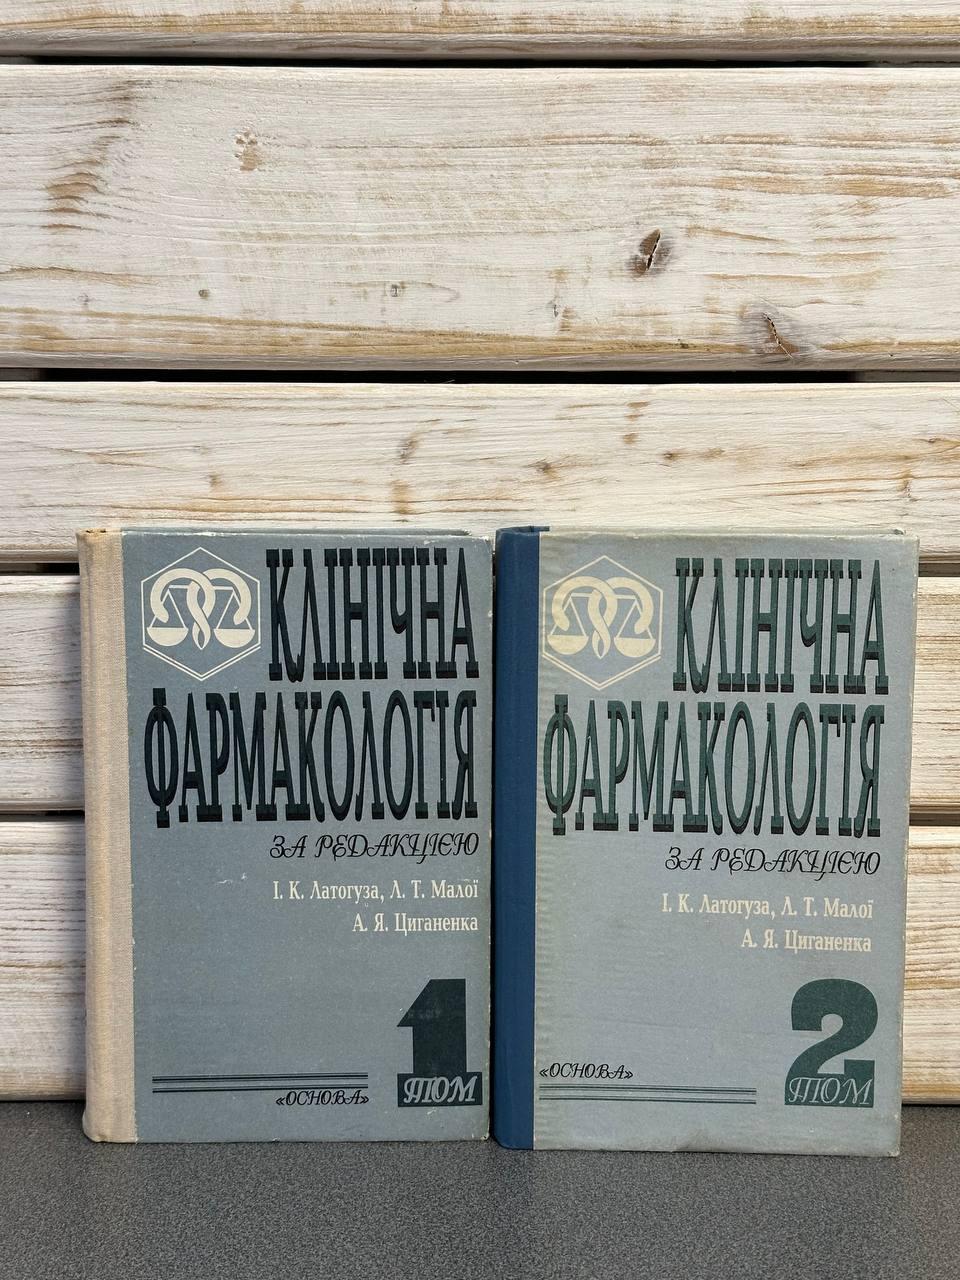 КЛІНІЧНА
ФАРМАКОЛОГІЯ
ЗА РЕДАКЦІЄЮ
І. К. Латогуза, Л. Т. Малої
А. Я. Циганенка
1
ТОМ
«ОСНОВА»
КЛІНІЧНА
ФАРМАКОЛОГІЯ
ЗА РЕДАКЦІЄЮ
І. К. Латогуза, Л. Т. Малої
А. Я. Циганенка
2
«ОСНОВА»
ТОМ